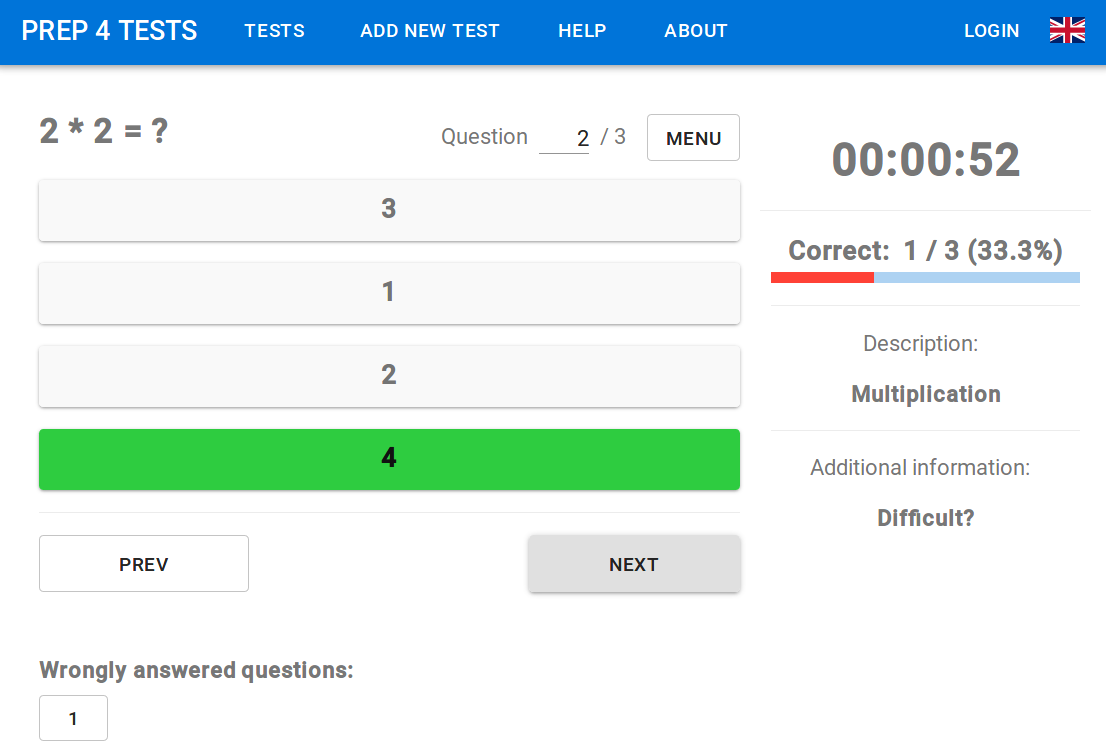 PREP 4 TESTS TESTS ADD NEW TEST HELP ABOUT LOGIN
2 * 2 = ? Question 2 / 3 MENU
3
1
2
4
PREV NEXT
Wrongly answered questions:
1
00:00:52
Correct: 1 / 3 (33.3%)
Description:
Multiplication
Additional information:
Difficult?